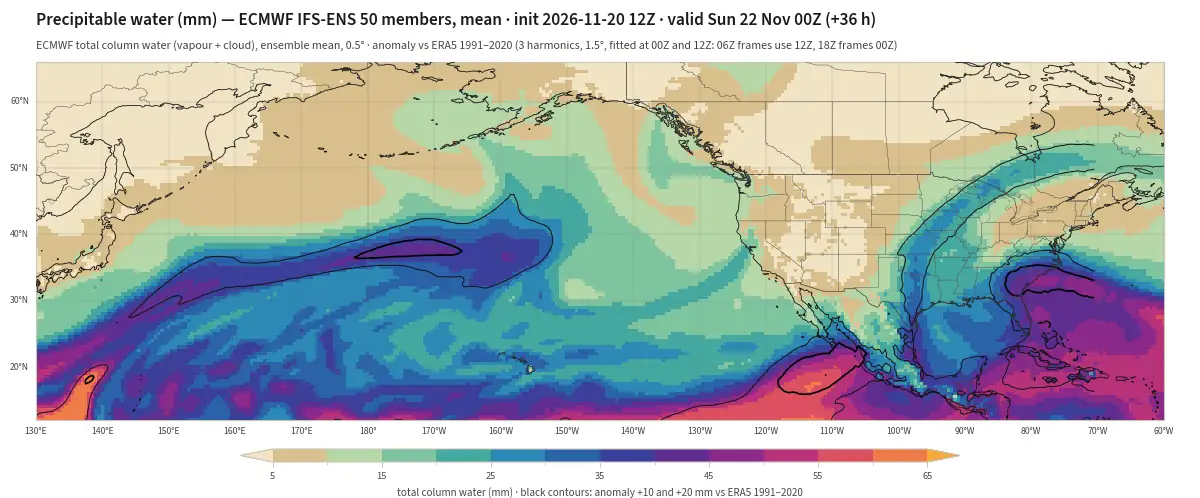 Precipitable water (mm) — ECMWF IFS-ENS 50 members, mean · init 2026-11-20 12Z · valid Sun 22 Nov 00Z (+36 h)
ECMWF total column water (vapour + cloud), ensemble mean, 0.5° · anomaly vs ERA5 1991–2020 (3 harmonics, 1.5°, fitted at 00Z and 12Z: 06Z frames use 12Z, 18Z frames 00Z)
60°N
50°N
40°N
30°N
20°N
130°E 140°E 150°E 160°E 170°E 180° 170°W 160°W 150°W 140°W 130°W 120°W 110°W 100°W 90°W 80°W 70°W 60°W
5 15 25 35 45 55 65
total column water (mm) · black contours: anomaly +10 and +20 mm vs ERA5 1991–2020